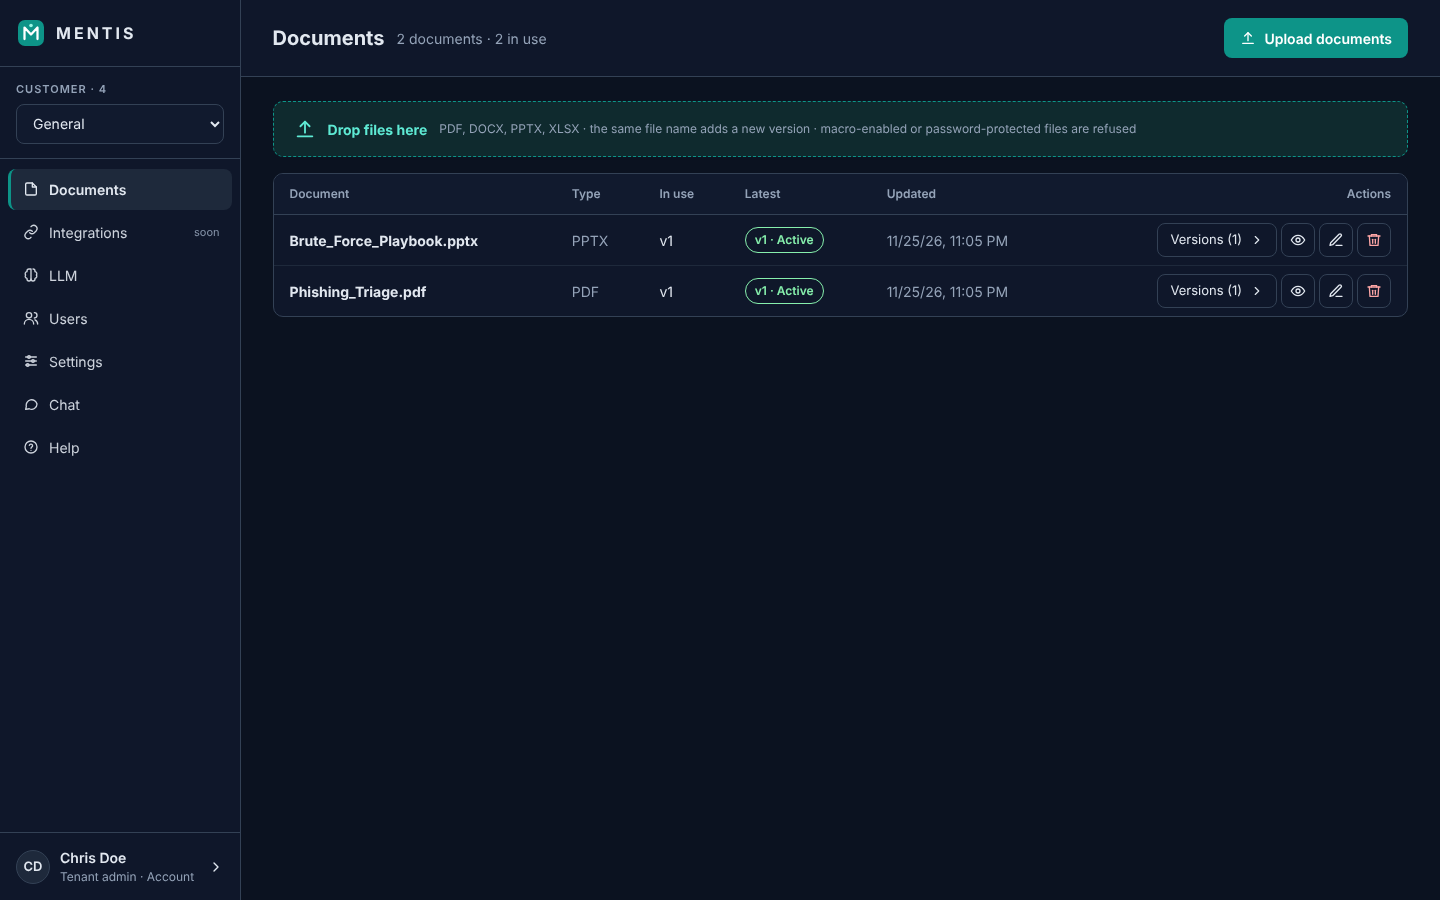 MENTIS
CUSTOMER · 4
General
Documents
Integrations soon
LLM
Users
Settings
Chat
Help
CD
Chris Doe
Tenant admin · Account
Documents 2 documents · 2 in use
Upload documents
Drop files here PDF, DOCX, PPTX, XLSX · the same file name adds a new version · macro-enabled or password-protected files are refused
Document Type In use Latest Updated Actions
Brute_Force_Playbook.pptx PPTX v1 v1 · Active 11/25/26, 11:05 PM Versions (1)
Phishing_Triage.pdf PDF v1 v1 · Active 11/25/26, 11:05 PM Versions (1)